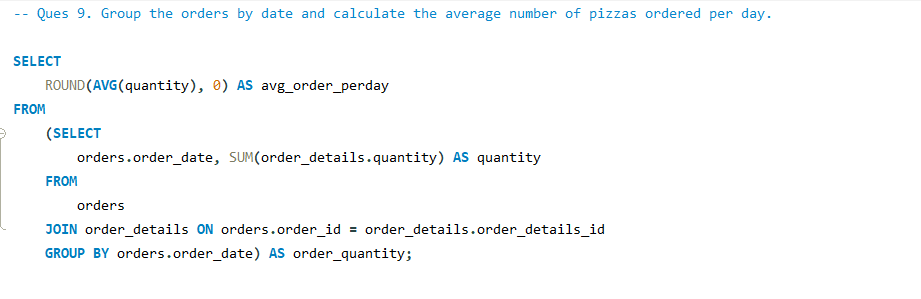 -- Ques 9. Group the orders by date and calculate the average number of pizzas ordered per day.
SELECT
ROUND(AVG(quantity), 0) AS avg_order_perday
FROM
(SELECT
orders.order_date, SUM(order_details.quantity) AS quantity
FROM
orders
JOIN order_details ON orders.order_id = order_details.order_details_id
GROUP BY orders.order_date) AS order_quantity;